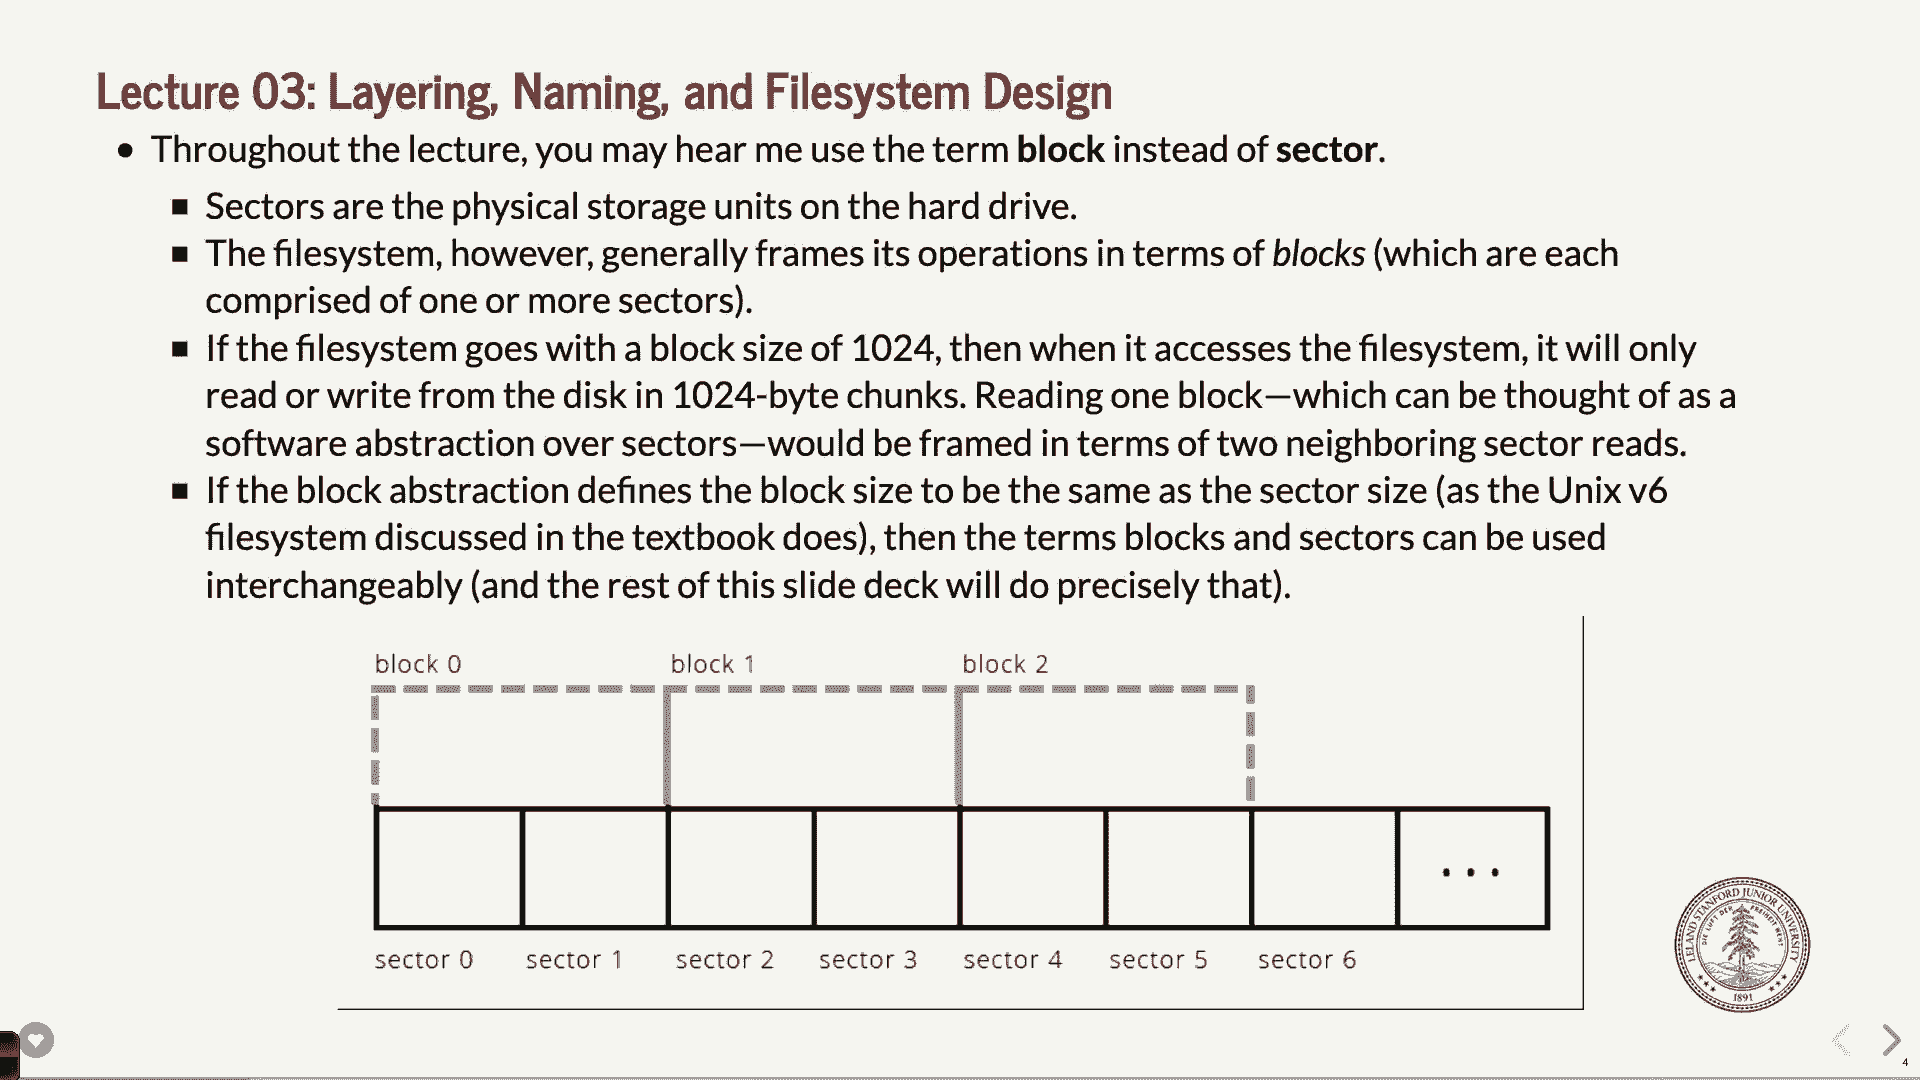 Lecture 03: Layering, Naming, and Filesystem Design
• Throughout the lecture, you may hear me use the term block instead of sector.
▪ Sectors are the physical storage units on the hard drive.
▪ The filesystem, however, generally frames its operations in terms of blocks (which are each
comprised of one or more sectors).
▪ If the filesystem goes with a block size of 1024, then when it accesses the filesystem, it will only
read or write from the disk in 1024-byte chunks. Reading one block—which can be thought of as a
software abstraction over sectors—would be framed in terms of two neighboring sector reads.
▪ If the block abstraction defines the block size to be the same as the sector size (as the Unix v6
filesystem discussed in the textbook does), then the terms blocks and sectors can be used
interchangeably (and the rest of this slide deck will do precisely that).
block 0 block 1 block 2
...
sector 0 sector 1 sector 2 sector 3 sector 4 sector 5 sector 6
LELAND STANFORD JUNIOR UNIVERSITY
DIE LUFT DER FREIHEIT WEHT
1891
4